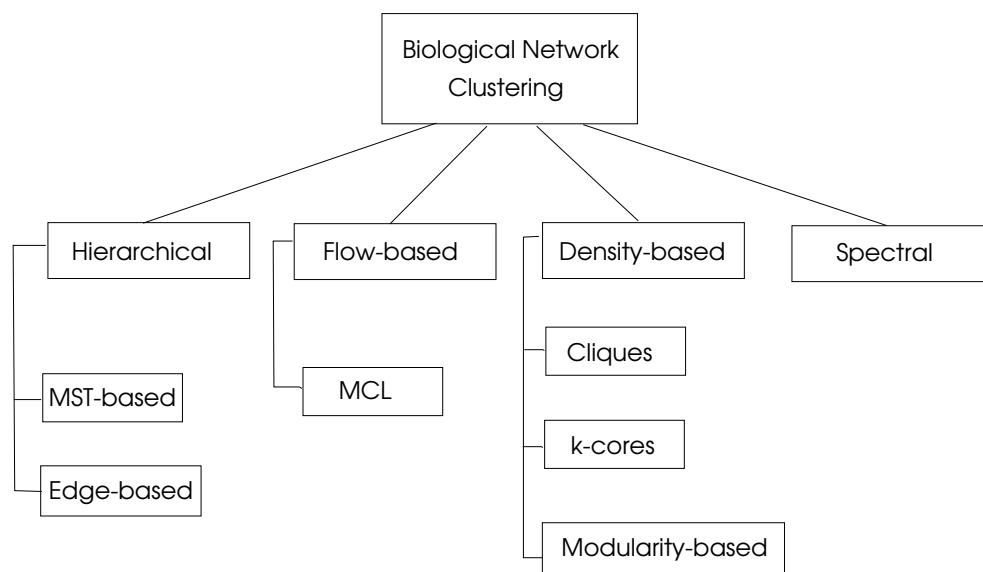 Biological Network
Clustering
Hierarchical
Flow-based
Density-based
Spectral
Cliques
MST-based
MCL
k-cores
Edge-based
Modularity-based